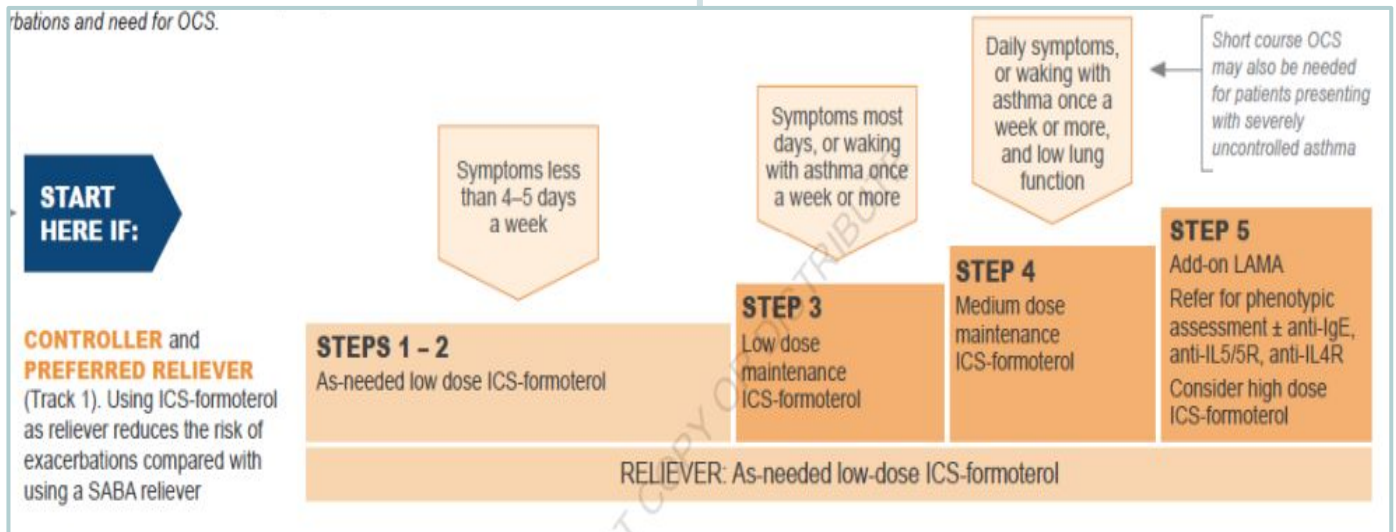 rbations and need for OCS.
START
HERE IF:
Symptoms less
than 4–5 days
a week
Symptoms most
days, or waking
with asthma once
a week or more
Daily symptoms,
or waking with
asthma once a
week or more,
and low lung
function
Short course OCS
may also be needed
for patients presenting
with severely
uncontrolled asthma
CONTROLLER and
PREFERRED RELIEVER
(Track 1). Using ICS-formoterol
as reliever reduces the risk of
exacerbations compared with
using a SABA reliever
STEPS 1 – 2
As-needed low dose ICS-formoterol
STEP 3
Low dose
maintenance
ICS-formoterol
STEP 4
Medium dose
maintenance
ICS-formoterol
STEP 5
Add-on LAMA
Refer for phenotypic
assessment ± anti-IgE,
anti-IL5/5R, anti-IL4R
Consider high dose
ICS-formoterol
RELIEVER: As-needed low-dose ICS-formoterol
COPY OR